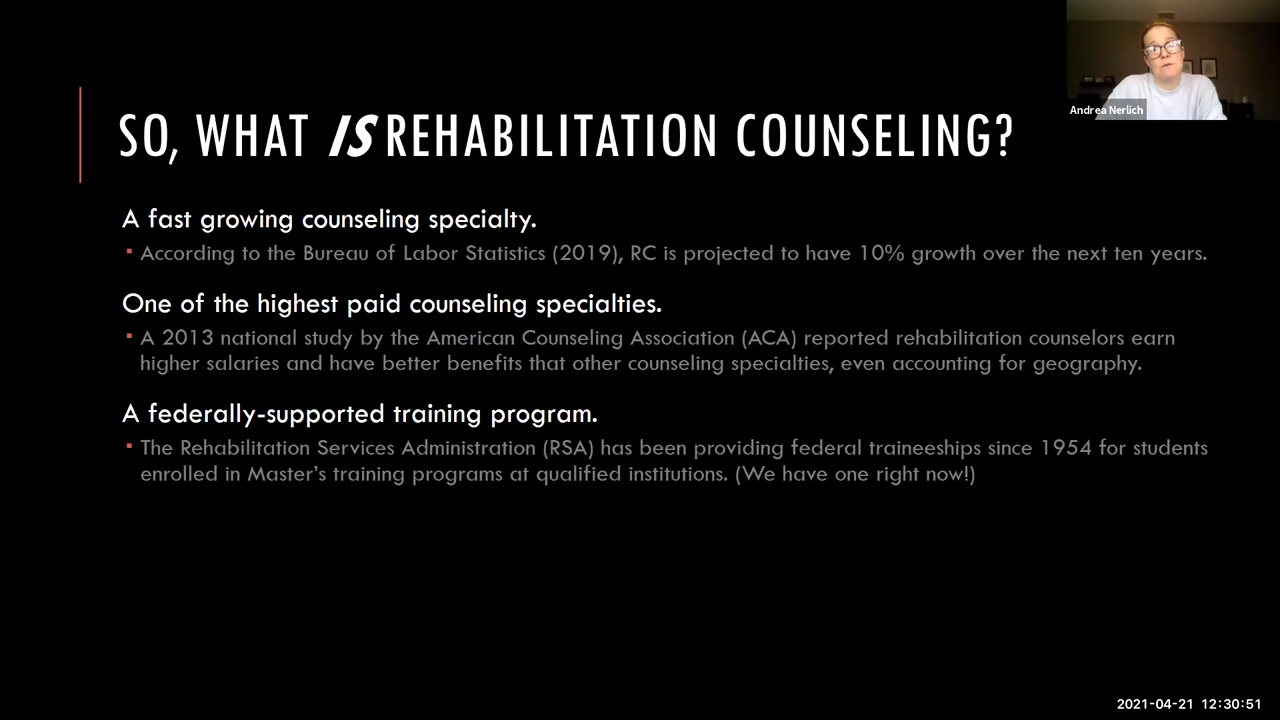 Andrea Nerlich
SO, WHAT IS REHABILITATION COUNSELING?
A fast growing counseling specialty.
▪ According to the Bureau of Labor Statistics (2019), RC is projected to have 10% growth over the next ten years.
One of the highest paid counseling specialties.
▪ A 2013 national study by the American Counseling Association (ACA) reported rehabilitation counselors earn
higher salaries and have better benefits that other counseling specialties, even accounting for geography.
A federally-supported training program.
▪ The Rehabilitation Services Administration (RSA) has been providing federal traineeships since 1954 for students
enrolled in Master's training programs at qualified institutions. (We have one right now!)
2021-04-21 12:30:51